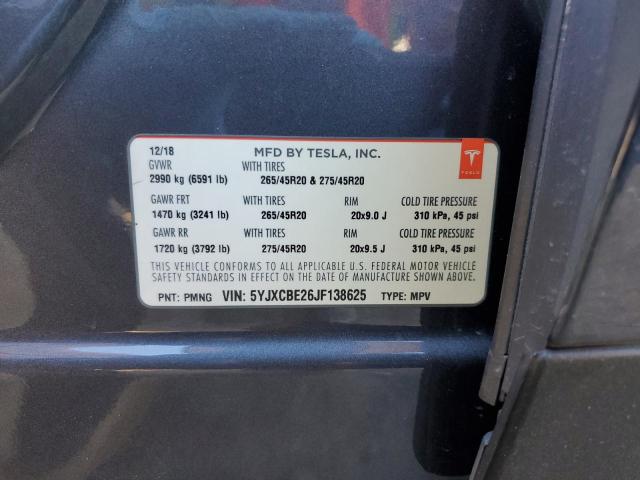 12/18 MFD BY TESLA, INC.
GVWR WITH TIRES
2990 kg (6591 lb) 265/45R20 & 275/45R20
TESLA
GAWR FRT WITH TIRES RIM COLD TIRE PRESSURE
1470 kg (3241 lb) 265/45R20 20x9.0 J 310 kPa, 45 psi
GAWR RR WITH TIRES RIM COLD TIRE PRESSURE
1720 kg (3792 lb) 275/45R20 20x9.5 J 310 kPa, 45 psi
THIS VEHICLE CONFORMS TO ALL APPLICABLE U.S. FEDERAL MOTOR VEHICLE
SAFETY STANDARDS IN EFFECT ON THE DATE OF MANUFACTURE SHOWN ABOVE.
PNT: PMNG VIN: 5YJXCBE26JF138625 TYPE: MPV